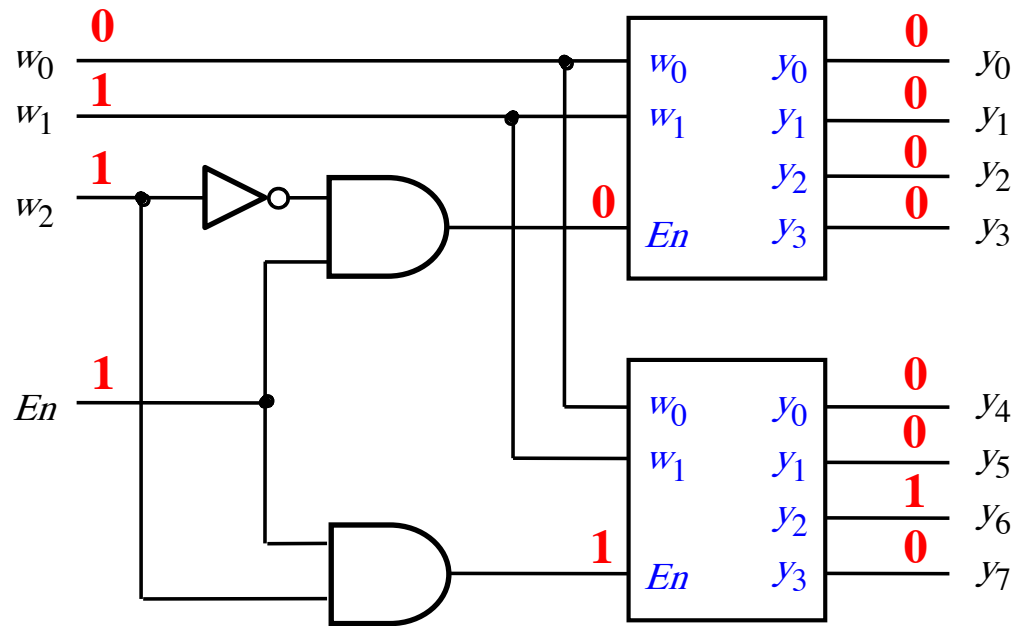 0 0
w0 w0 y0 y0
1 0
w1 w1 y1 y1
1 0
w2 y2 y2
0 0
En y3 y3
1 0
En w0 y0 y4
0
w1 y1 y5
1
y2 y6
1 0
En y3 y7